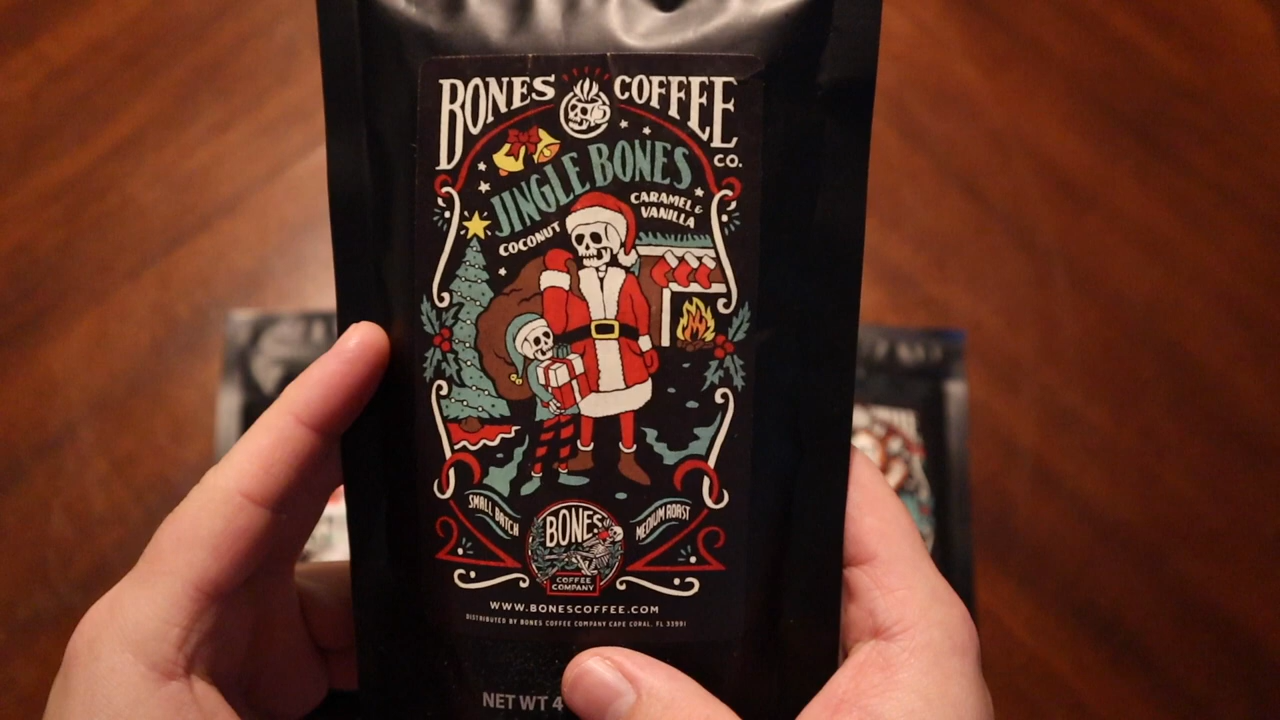 BONES COFFEE CO.
JINGLE BONES
COCONUT
CARAMEL &
VANILLA
SMALL BATCH
MEDIUM ROAST
BONES
COFFEE
COMPANY
WWW.BONESCOFFEE.COM
DISTRIBUTED BY BONES COFFEE COMPANY CAPE CORAL, FL 33991
NET WT 4